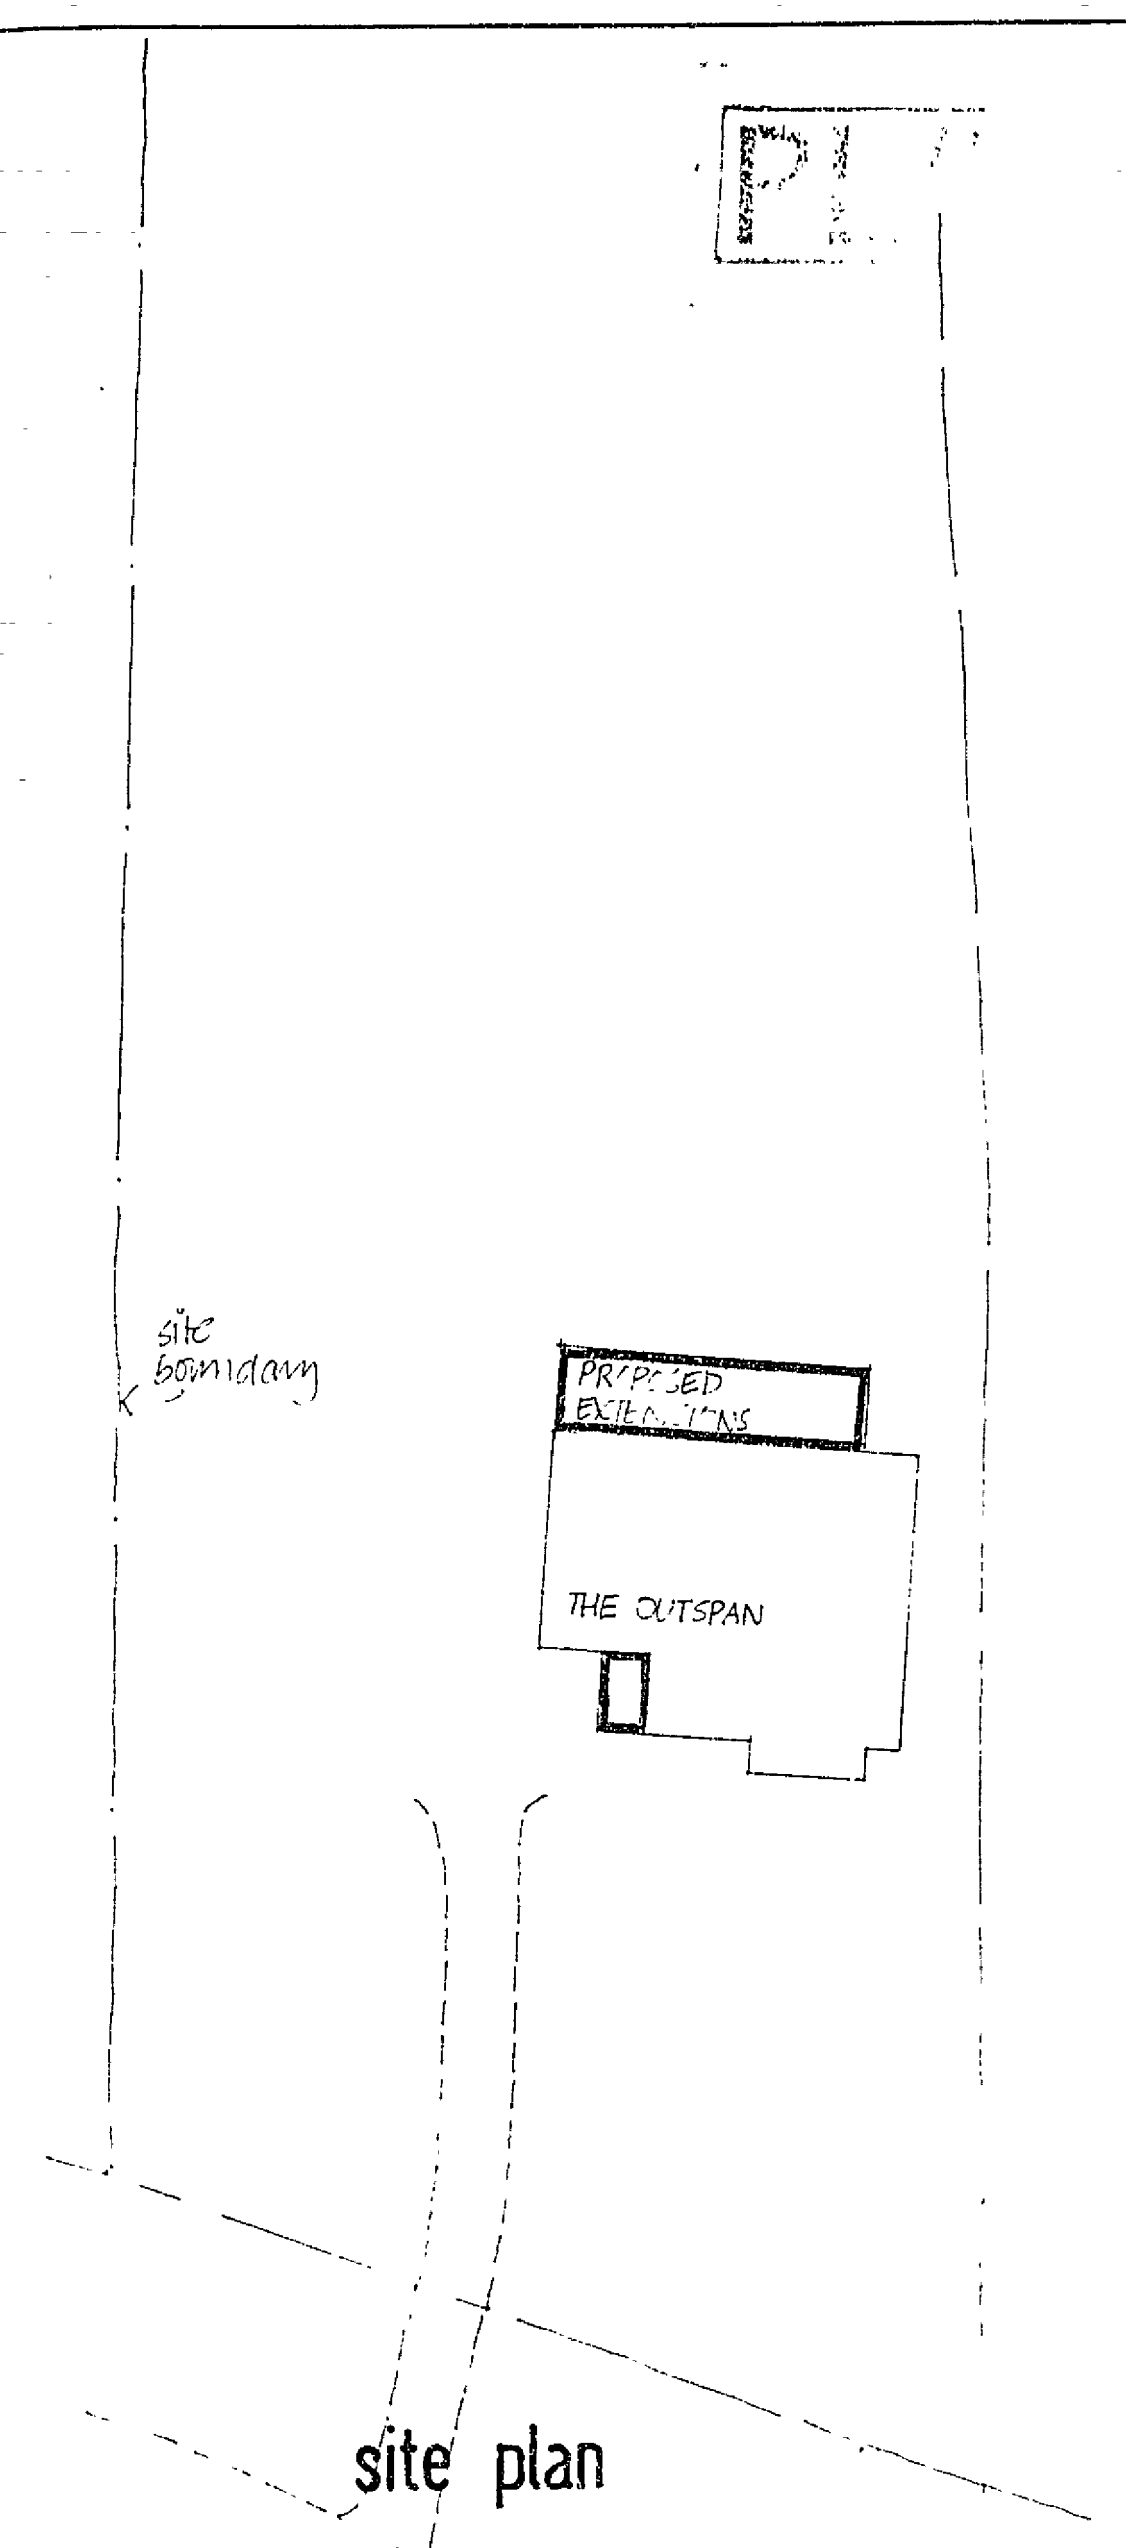 site
boundary
PROPOSED
EXTENSIONS
THE OUTSPAN
site plan